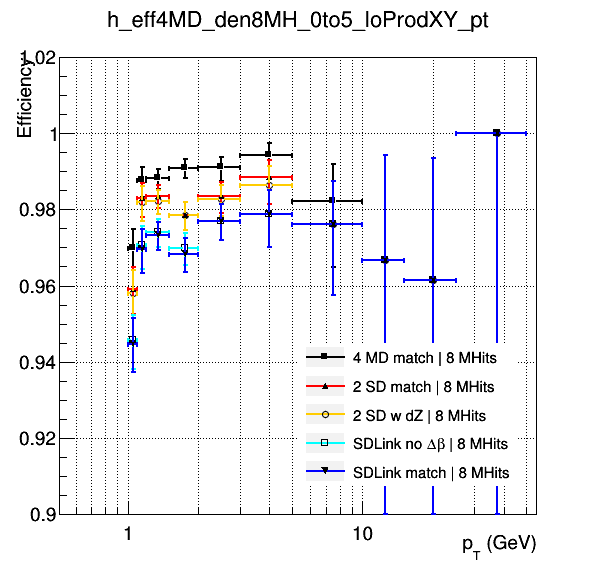 h_eff4MD_den8MH_0to5_loProdXY_pt
Efficiency
1.02
1
0.98
0.96
0.94
0.92
0.9
4 MD match | 8 MHits
2 SD match | 8 MHits
2 SD w dZ | 8 MHits
SDLink no Δβ | 8 MHits
SDLink match | 8 MHits
1
10
p_T (GeV)